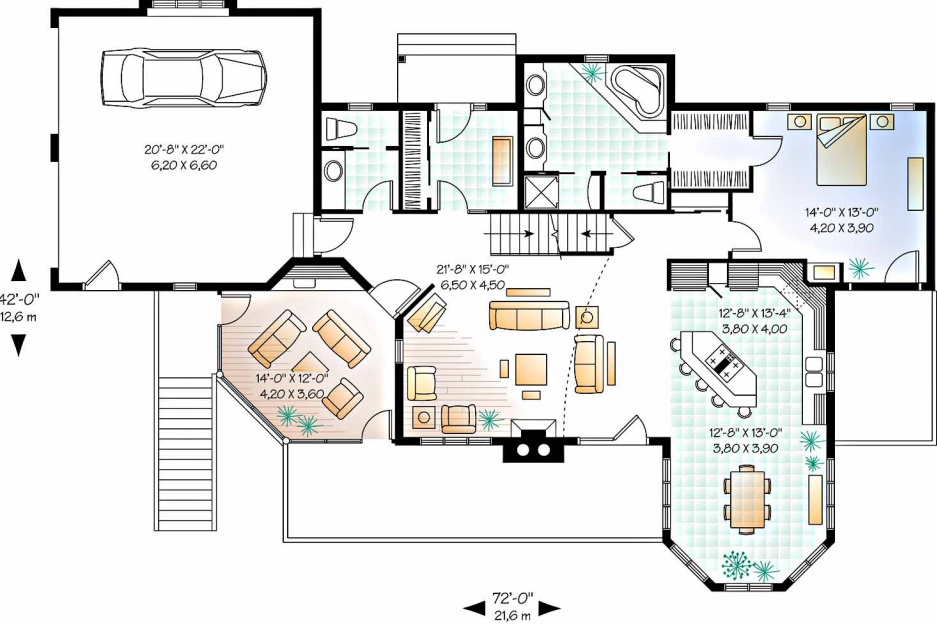 20'-8" X 22'-0"
6,20 X 6,60
14'-0" X 13'-0"
4,20 X 3,90
21'-8" X 15'-0"
6,50 X 4,50
42'-0"
12,6 m
12'-8" X 13'-4"
3,80 X 4,00
14'-0" X 12'-0"
4,20 X 3,60
12'-8" X 13'-0"
3,80 X 3,90
72'-0"
21,6 m